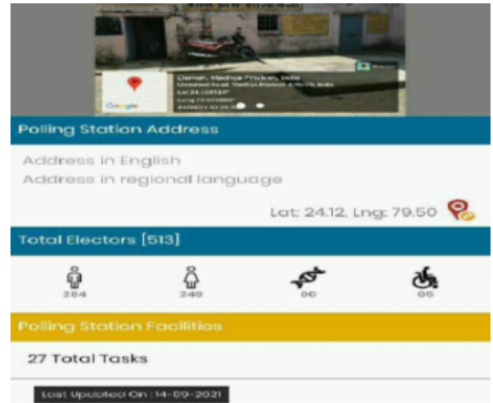 Damoh, Madhya Pradesh, India
Google
Polling Station Address
Address in English
Address in regional language
Lat: 24.12, Lng: 79.50
Total Electors [513]
264 249 00 05
Polling Station Facilities
27 Total Tasks
Last Updated On :14-09-2021